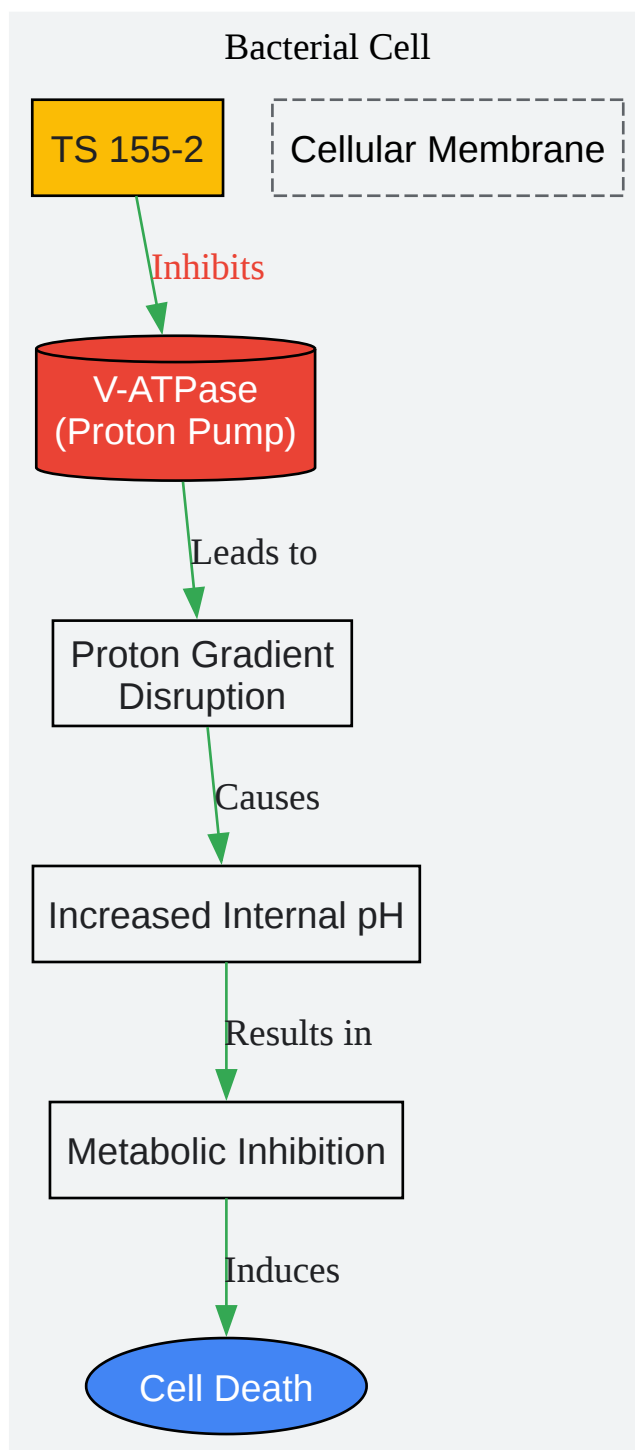 Bacterial Cell
TS 155-2
Cellular Membrane
Inhibits
V-ATPase
(Proton Pump)
Leads to
Proton Gradient
Disruption
Causes
Increased Internal pH
Results in
Metabolic Inhibition
Induces
Cell Death